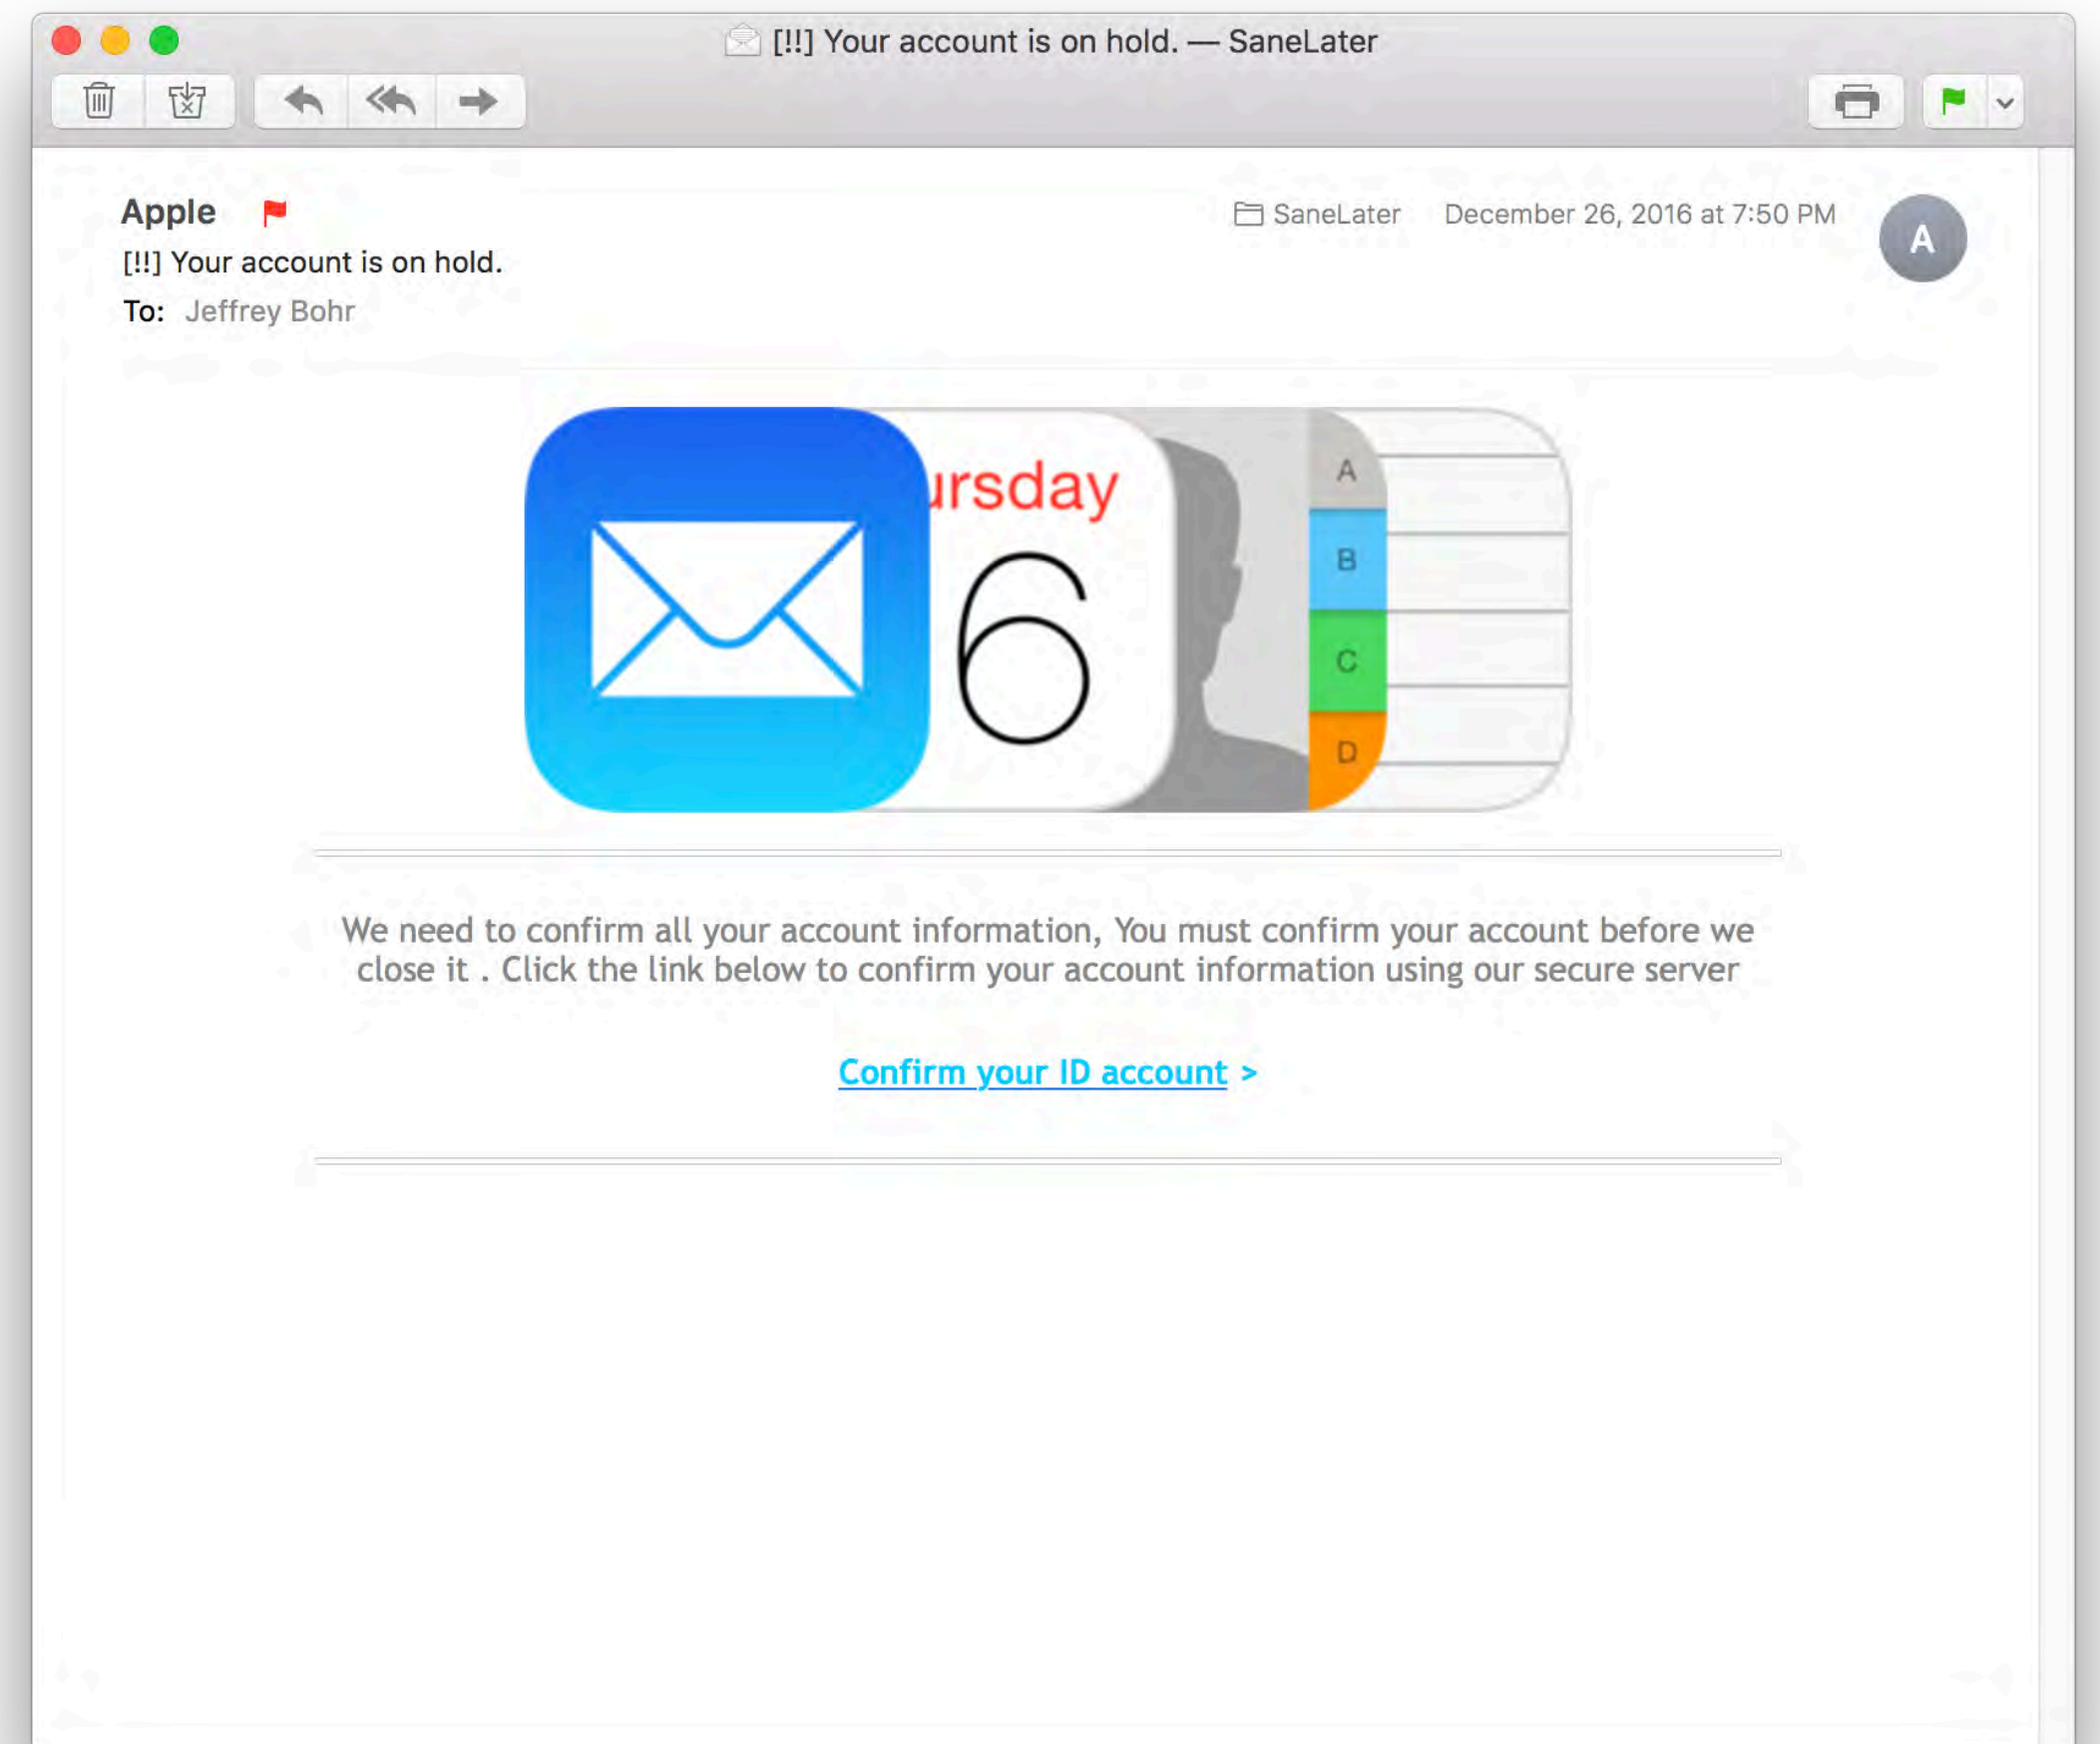 [!!] Your account is on hold. — SaneLater
Apple
SaneLater December 26, 2016 at 7:50 PM
A
[!!] Your account is on hold.
To: Jeffrey Bohr
ursday
6
A
B
C
D
We need to confirm all your account information, You must confirm your account before we
close it . Click the link below to confirm your account information using our secure server
Confirm your ID account >